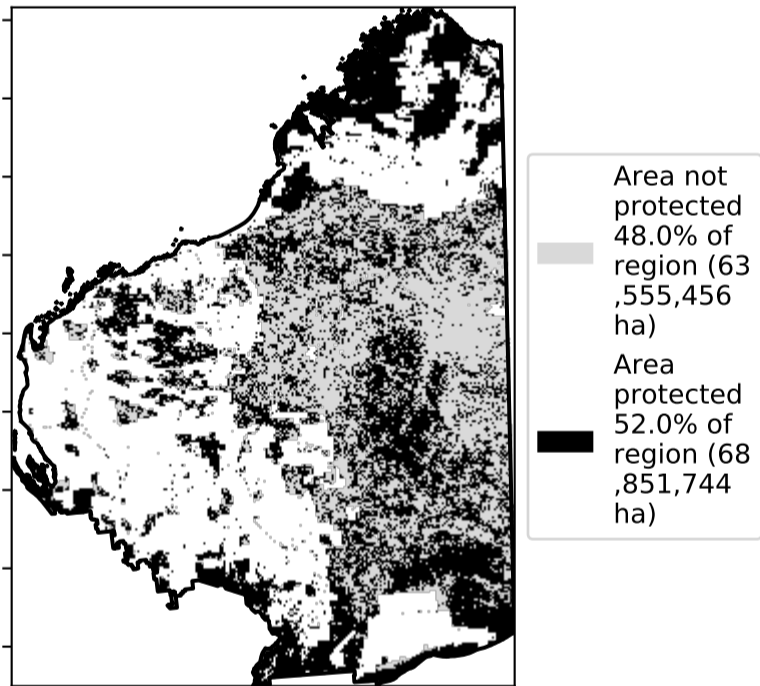 Area not
protected
48.0% of
region (63
,555,456
ha)
Area
protected
52.0% of
region (68
,851,744
ha)